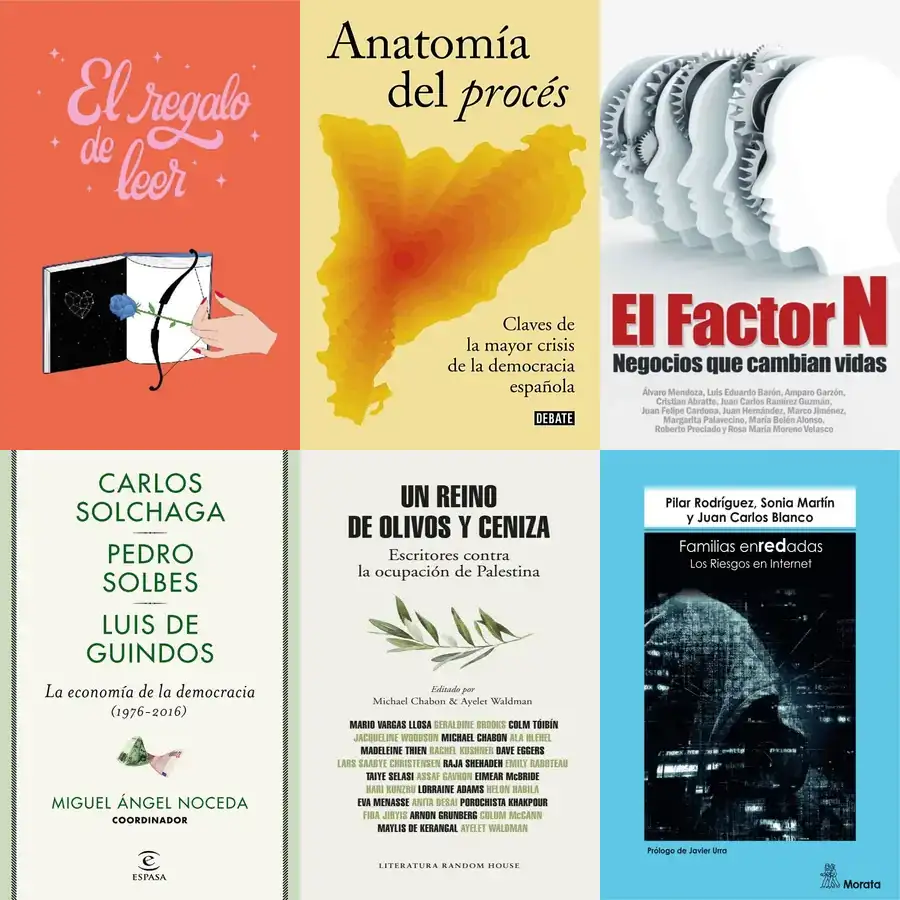 El regalo
de
leer
Anatomía
del procés
Claves de
la mayor crisis
de la democracia
española
DEBATE
El Factor N
Negocios que cambian vidas
Álvaro Mendoza, Luis Eduardo Barón, Amparo Garzón,
Cristian Abratte, Juan Carlos Ramírez Guzmán,
Juan Felipe Cardona, Juan Hernández, Marco Jiménez,
Margarita Palavecino, María Belén Alonso,
Roberto Preciado y Rosa María Moreno Velasco
CARLOS
SOLCHAGA
PEDRO
SOLBES
LUIS DE
GUINDOS
La economía de la democracia
(1976-2016)
MIGUEL ÁNGEL NOCEDA
COORDINADOR
e
ESPASA
UN REINO
DE OLIVOS Y CENIZA
Escritores contra
la ocupación de Palestina
Editado por
Michael Chabon & Ayelet Waldman
MARIO VARGAS LLOSA GERALDINE BROOKS COLM TÓIBÍN
JACQUELINE WOODSON MICHAEL CHABON ALA HLEHEL
MADELEINE THIEN RACHEL KUSHNER DAVE EGGERS
LARS SAABYE CHRISTENSEN RAJA SHEHADEH EMILY RABOTEAU
TAIYE SELASI ASSAF GAVRON EIMEAR McBRIDE
HARI KUNZRU LORRAINE ADAMS HELON HABILA
EVA MENASSE ANITA DESAI POROCHISTA KHAKPOUR
FIDA JIRYIS ARNON GRUNBERG COLUM McCANN
MAYLIS DE KERANGAL AYELET WALDMAN
LITERATURA RANDOM HOUSE
Pilar Rodríguez, Sonia Martín
y Juan Carlos Blanco
Familias enredadas
Los Riesgos en Internet
Prólogo de Javier Urra
Morata